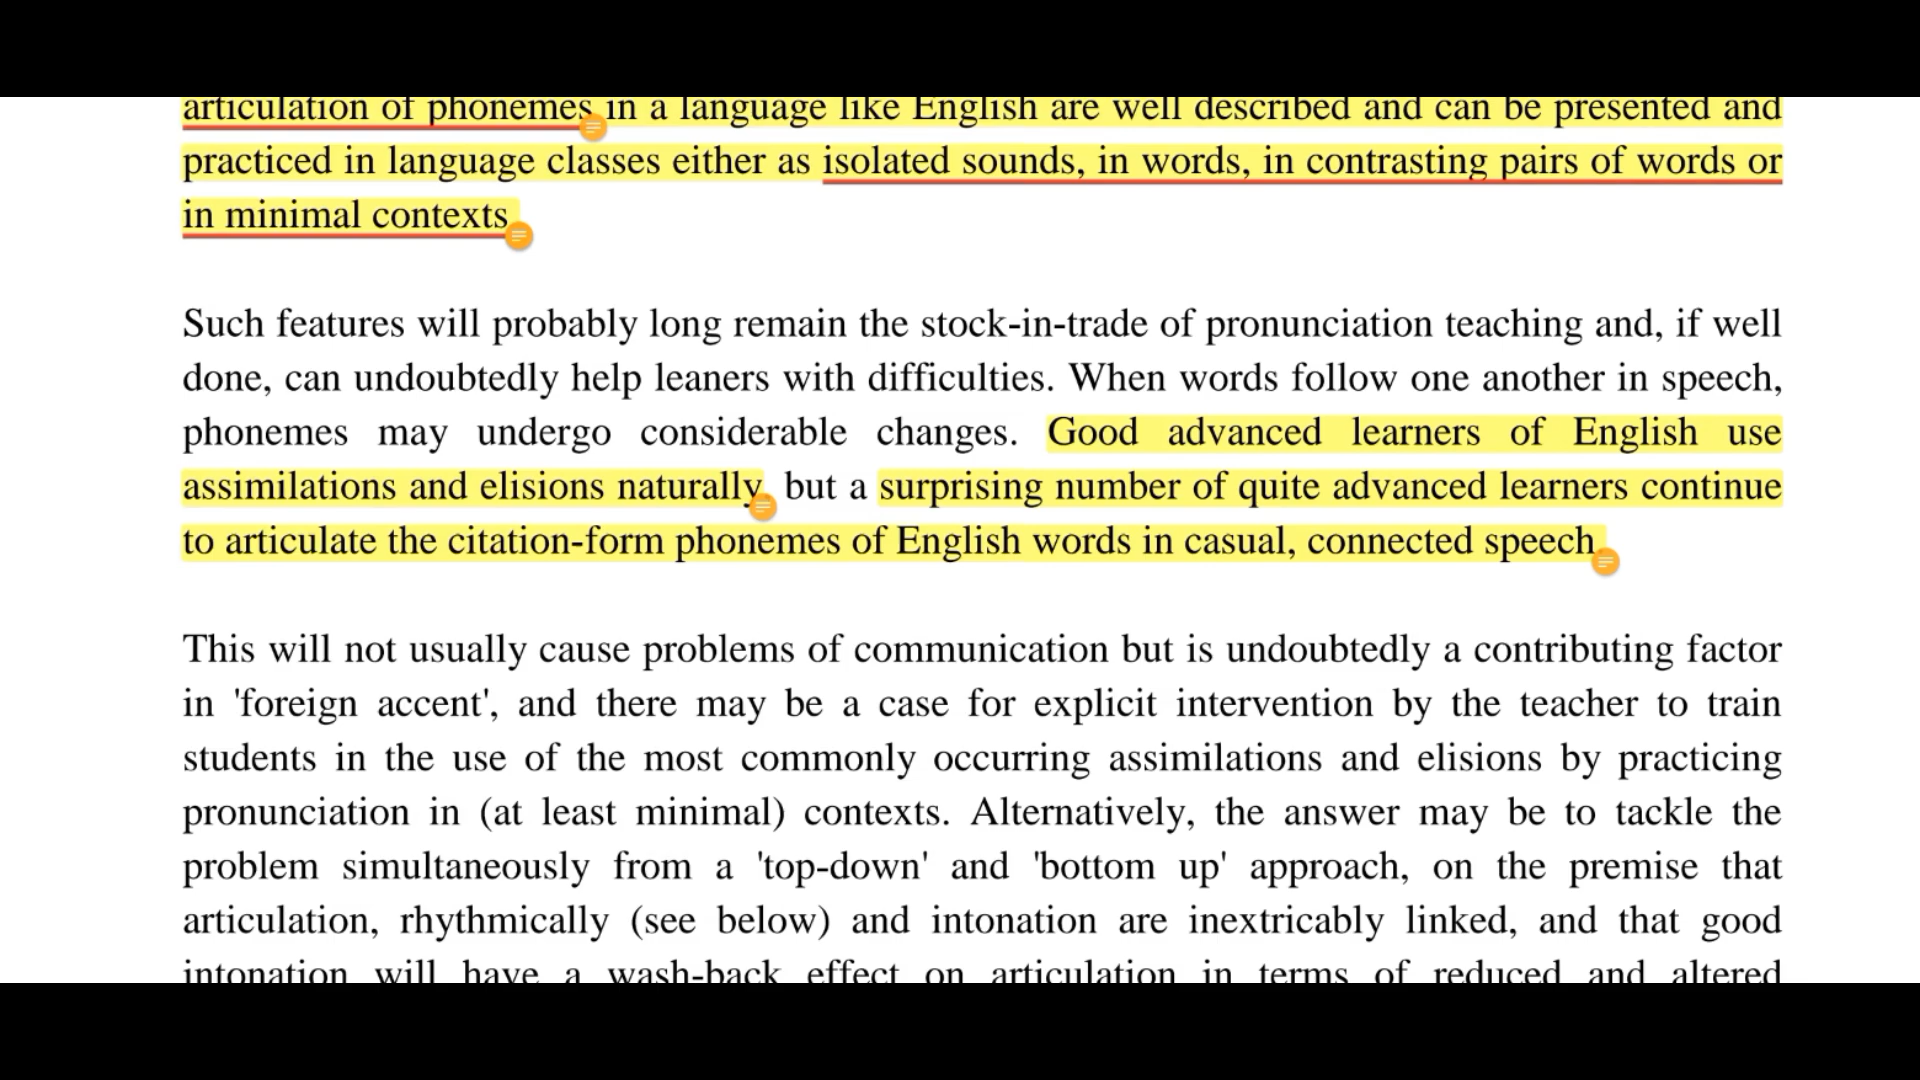 articulation of phonemes in a language like English are well described and can be presented and
practiced in language classes either as isolated sounds, in words, in contrasting pairs of words or
in minimal contexts
Such features will probably long remain the stock-in-trade of pronunciation teaching and, if well
done, can undoubtedly help leaners with difficulties. When words follow one another in speech,
phonemes may undergo considerable changes. Good advanced learners of English use
assimilations and elisions naturally, but a surprising number of quite advanced learners continue
to articulate the citation-form phonemes of English words in casual, connected speech.
This will not usually cause problems of communication but is undoubtedly a contributing factor
in 'foreign accent', and there may be a case for explicit intervention by the teacher to train
students in the use of the most commonly occurring assimilations and elisions by practicing
pronunciation in (at least minimal) contexts. Alternatively, the answer may be to tackle the
problem simultaneously from a 'top-down' and 'bottom up' approach, on the premise that
articulation, rhythmically (see below) and intonation are inextricably linked, and that good
intonation will have a wash-back effect on articulation in terms of reduced and altered